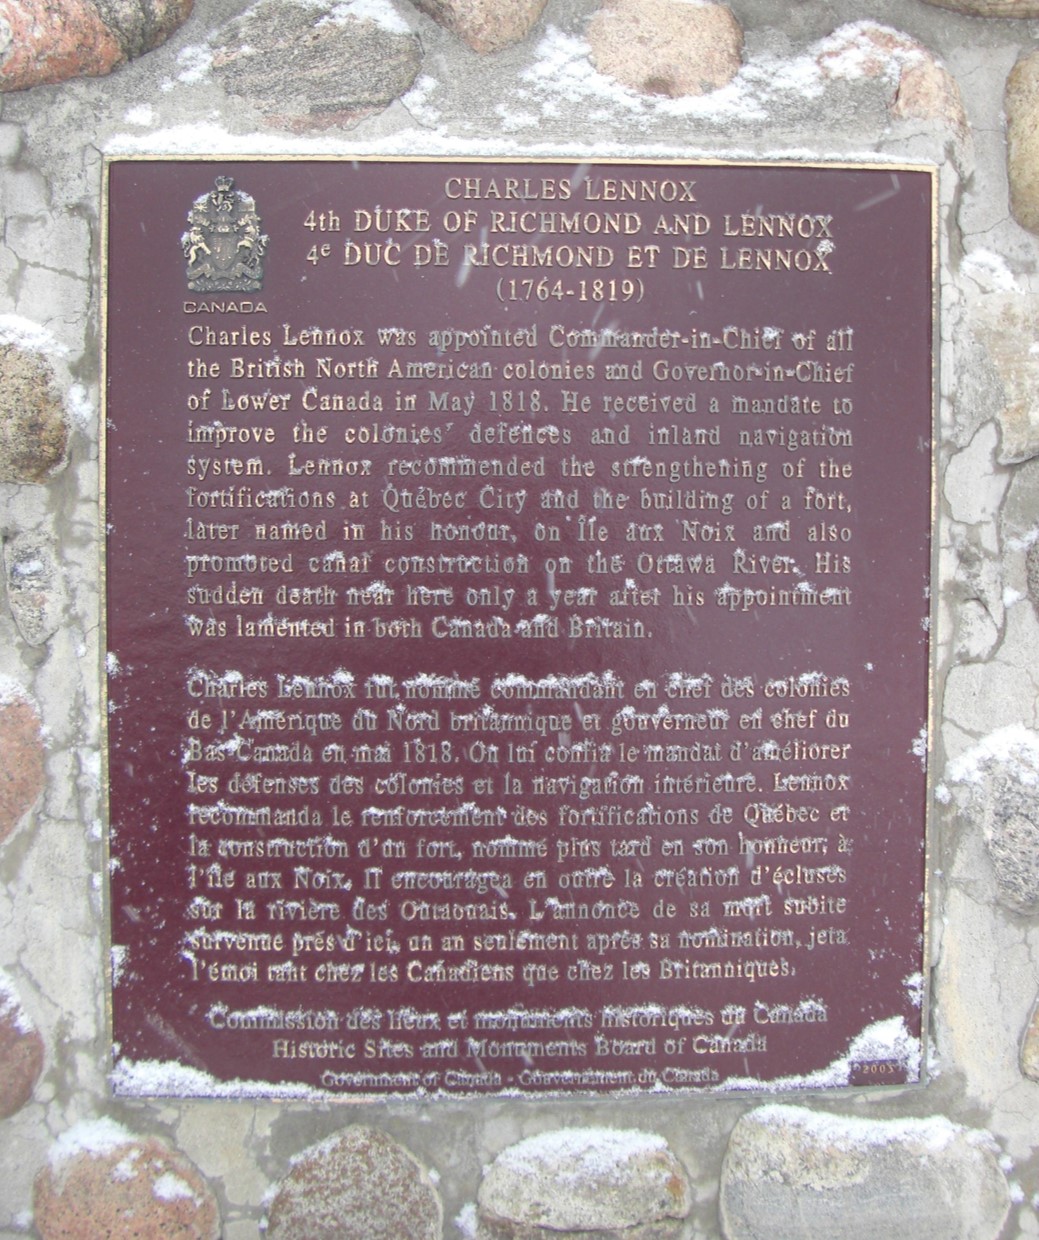 CANADA
CHARLES LENNOX
4th DUKE OF RICHMOND AND LENNOX
4e DUC DE RICHMOND ET DE LENNOX
(1764-1819)
Charles Lennox was appointed Commander-in-Chief of all
the British North American colonies and Governor-in-Chief
of Lower Canada in May 1818. He received a mandate to
improve the colonies' defences and inland navigation
system. Lennox recommended the strengthening of the
fortifications at Québec City and the building of a fort,
later named in his honour, on Île aux Noix and also
promoted canal construction on the Ottawa River. His
sudden death near here only a year after his appointment
was lamented in both Canada and Britain.
Charles Lennox fut nommé commandant en chef des colonies
de l'Amérique du Nord britannique et gouverneur en chef du
Bas-Canada en mai 1818. On lui confia le mandat d'améliorer
les défenses des colonies et la navigation intérieure. Lennox
recommanda le renforcement des fortifications de Québec et
la construction d'un fort, nommé plus tard en son honneur, à
l'île aux Noix. Il encouragea en outre la création d'écluses
sur la rivière des Outaouais. L'annonce de sa mort subite
survenue près d'ici, un an seulement après sa nomination, jeta
l'émoi tant chez les Canadiens que chez les Britanniques.
Commission des lieux et monuments historiques du Canada
Historic Sites and Monuments Board of Canada
Government of Canada - Gouvernement du Canada